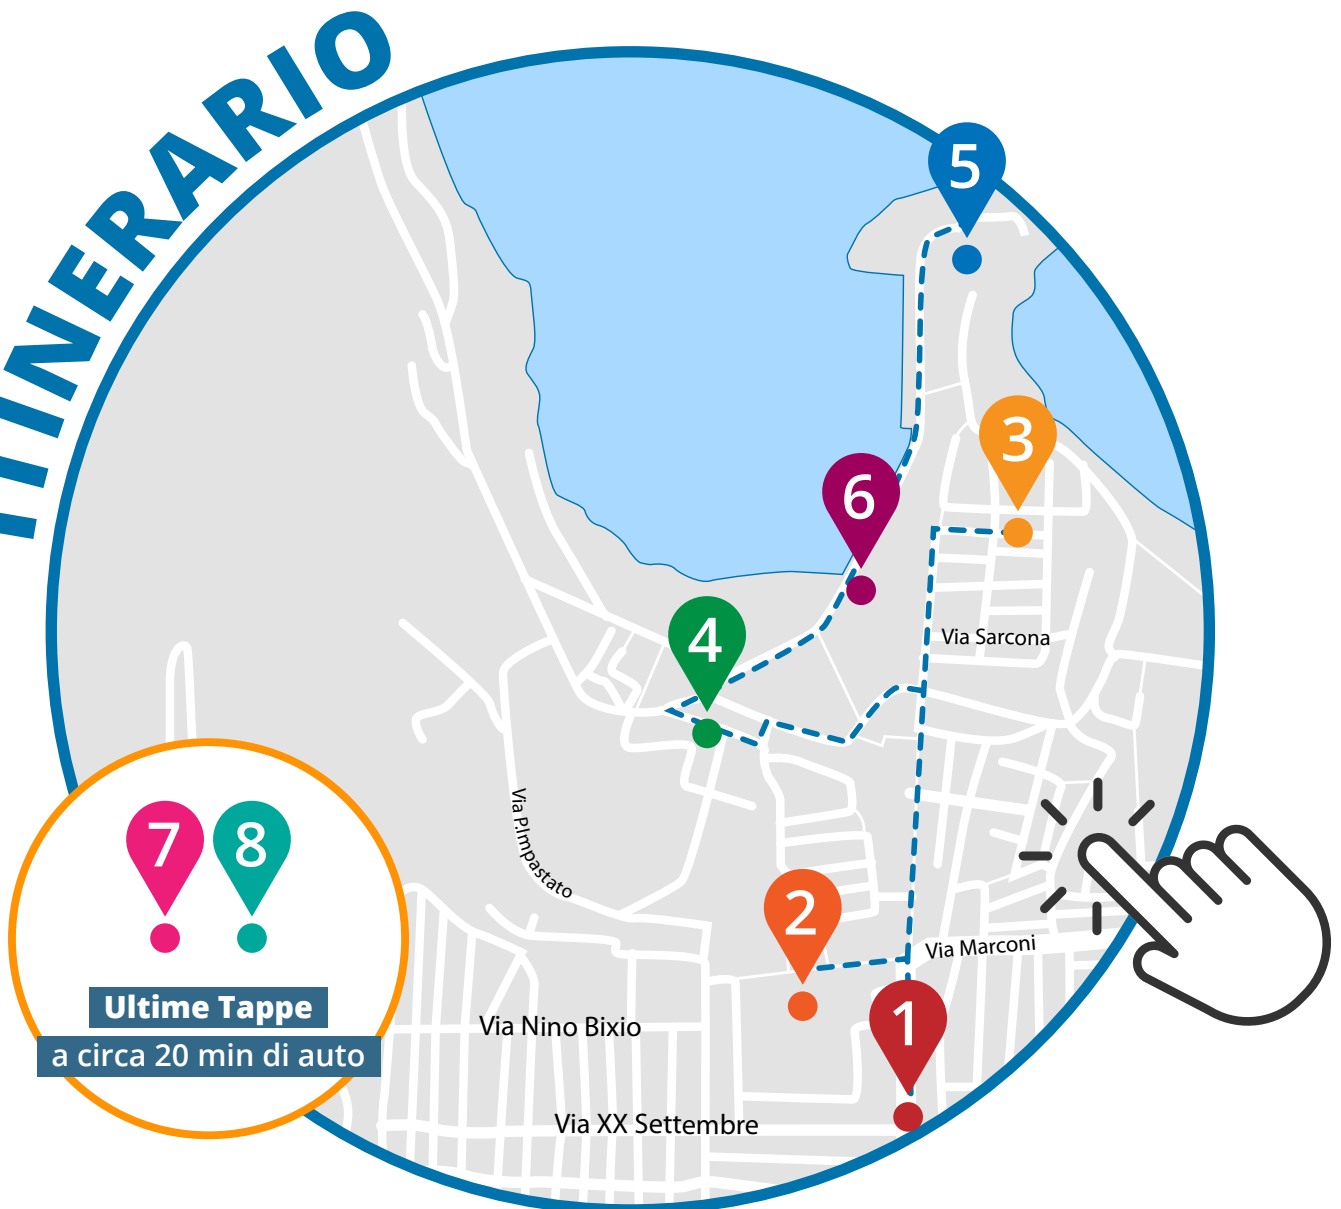 ITINERARIO
5
3
6
4
Via Sarcona
Via P.Impastato
7
8
2
Via Marconi
Ultime Tappe
a circa 20 min di auto
1
Via Nino Bixio
Via XX Settembre